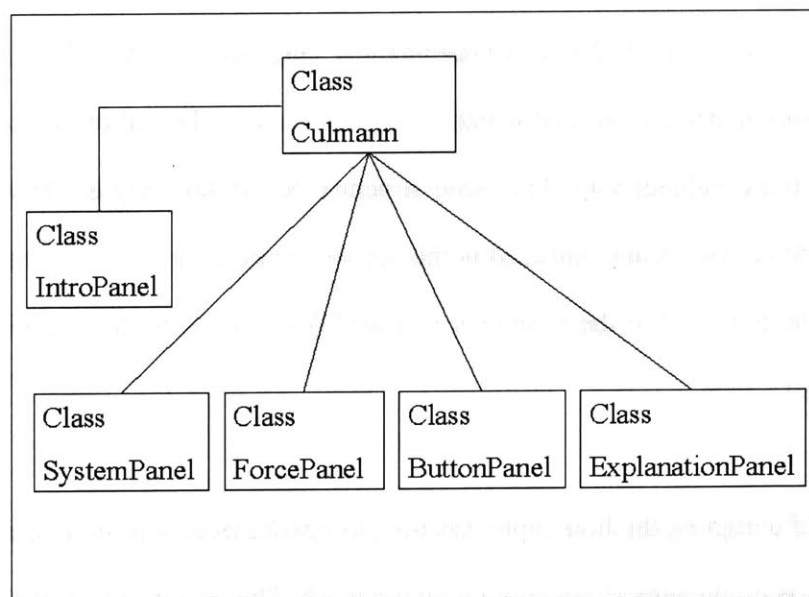 Class
Culmann
Class
IntroPanel
Class
SystemPanel
Class
ForcePanel
Class
ButtonPanel
Class
ExplanationPanel